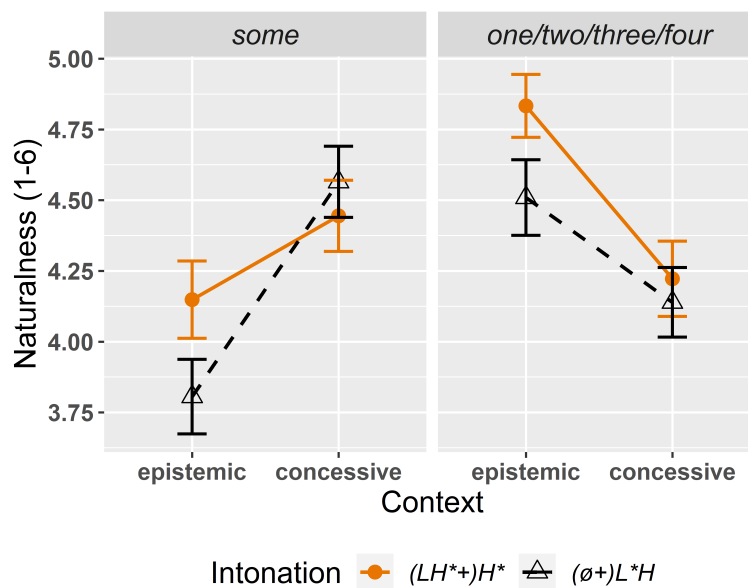 some one/two/three/four
Naturalness (1-6)
5.00
4.75
4.50
4.25
4.00
3.75
epistemic concessive epistemic concessive
Context
Intonation (LH*+)H* (ø+)L*H